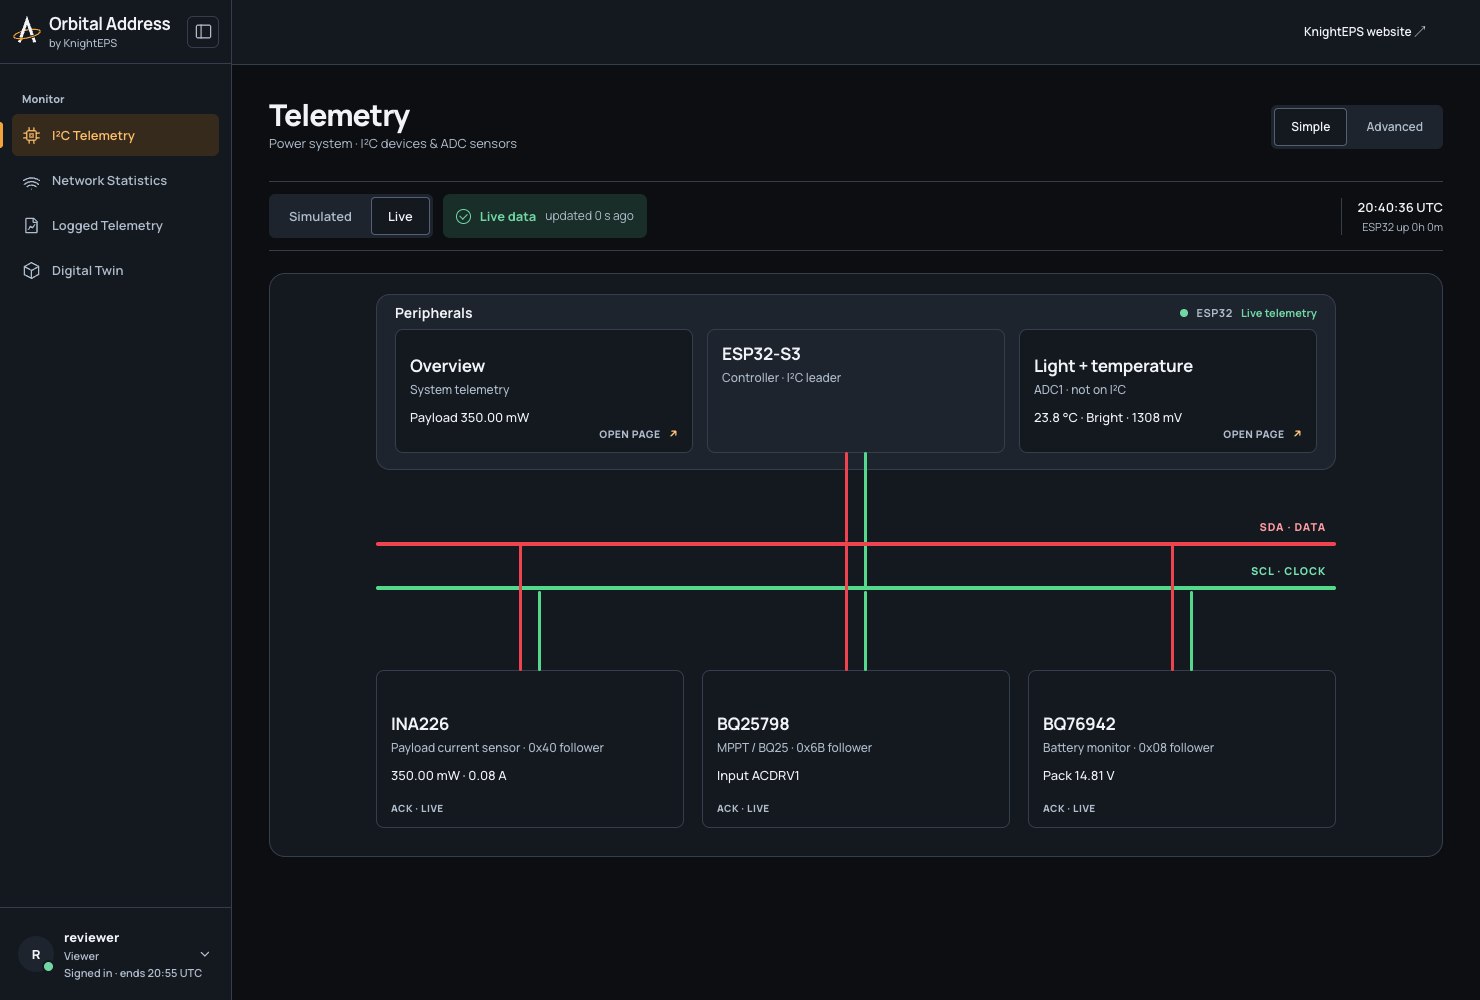 Orbital Address
by KnightEPS
KnightEPS website
Monitor
I²C Telemetry
Network Statistics
Logged Telemetry
Digital Twin
Telemetry
Power system · I²C devices & ADC sensors
Simple
Advanced
Simulated
Live
Live data updated 0 s ago
20:40:36 UTC
ESP32 up 0h 0m
Peripherals
ESP32 Live telemetry
Overview
System telemetry
Payload 350.00 mW
OPEN PAGE
ESP32-S3
Controller · I²C leader
Light + temperature
ADC1 · not on I²C
23.8 °C · Bright · 1308 mV
OPEN PAGE
SDA · DATA
SCL · CLOCK
INA226
Payload current sensor · 0x40 follower
350.00 mW · 0.08 A
ACK · LIVE
BQ25798
MPPT / BQ25 · 0x6B follower
Input ACDRV1
ACK · LIVE
BQ76942
Battery monitor · 0x08 follower
Pack 14.81 V
ACK · LIVE
R
reviewer
Viewer
Signed in · ends 20:55 UTC